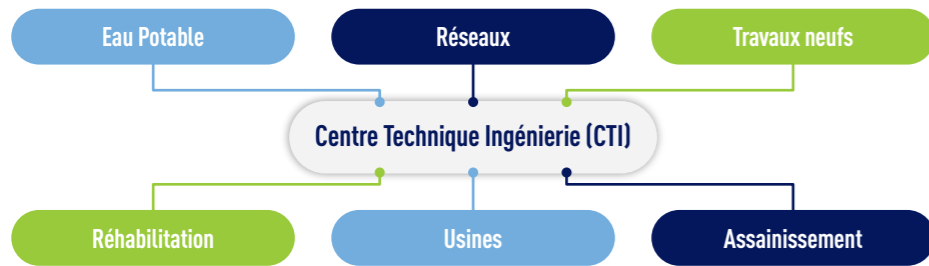 Eau Potable
Réseaux
Travaux neufs
Centre Technique Ingénierie (CTI)
Réhabilitation
Usines
Assainissement